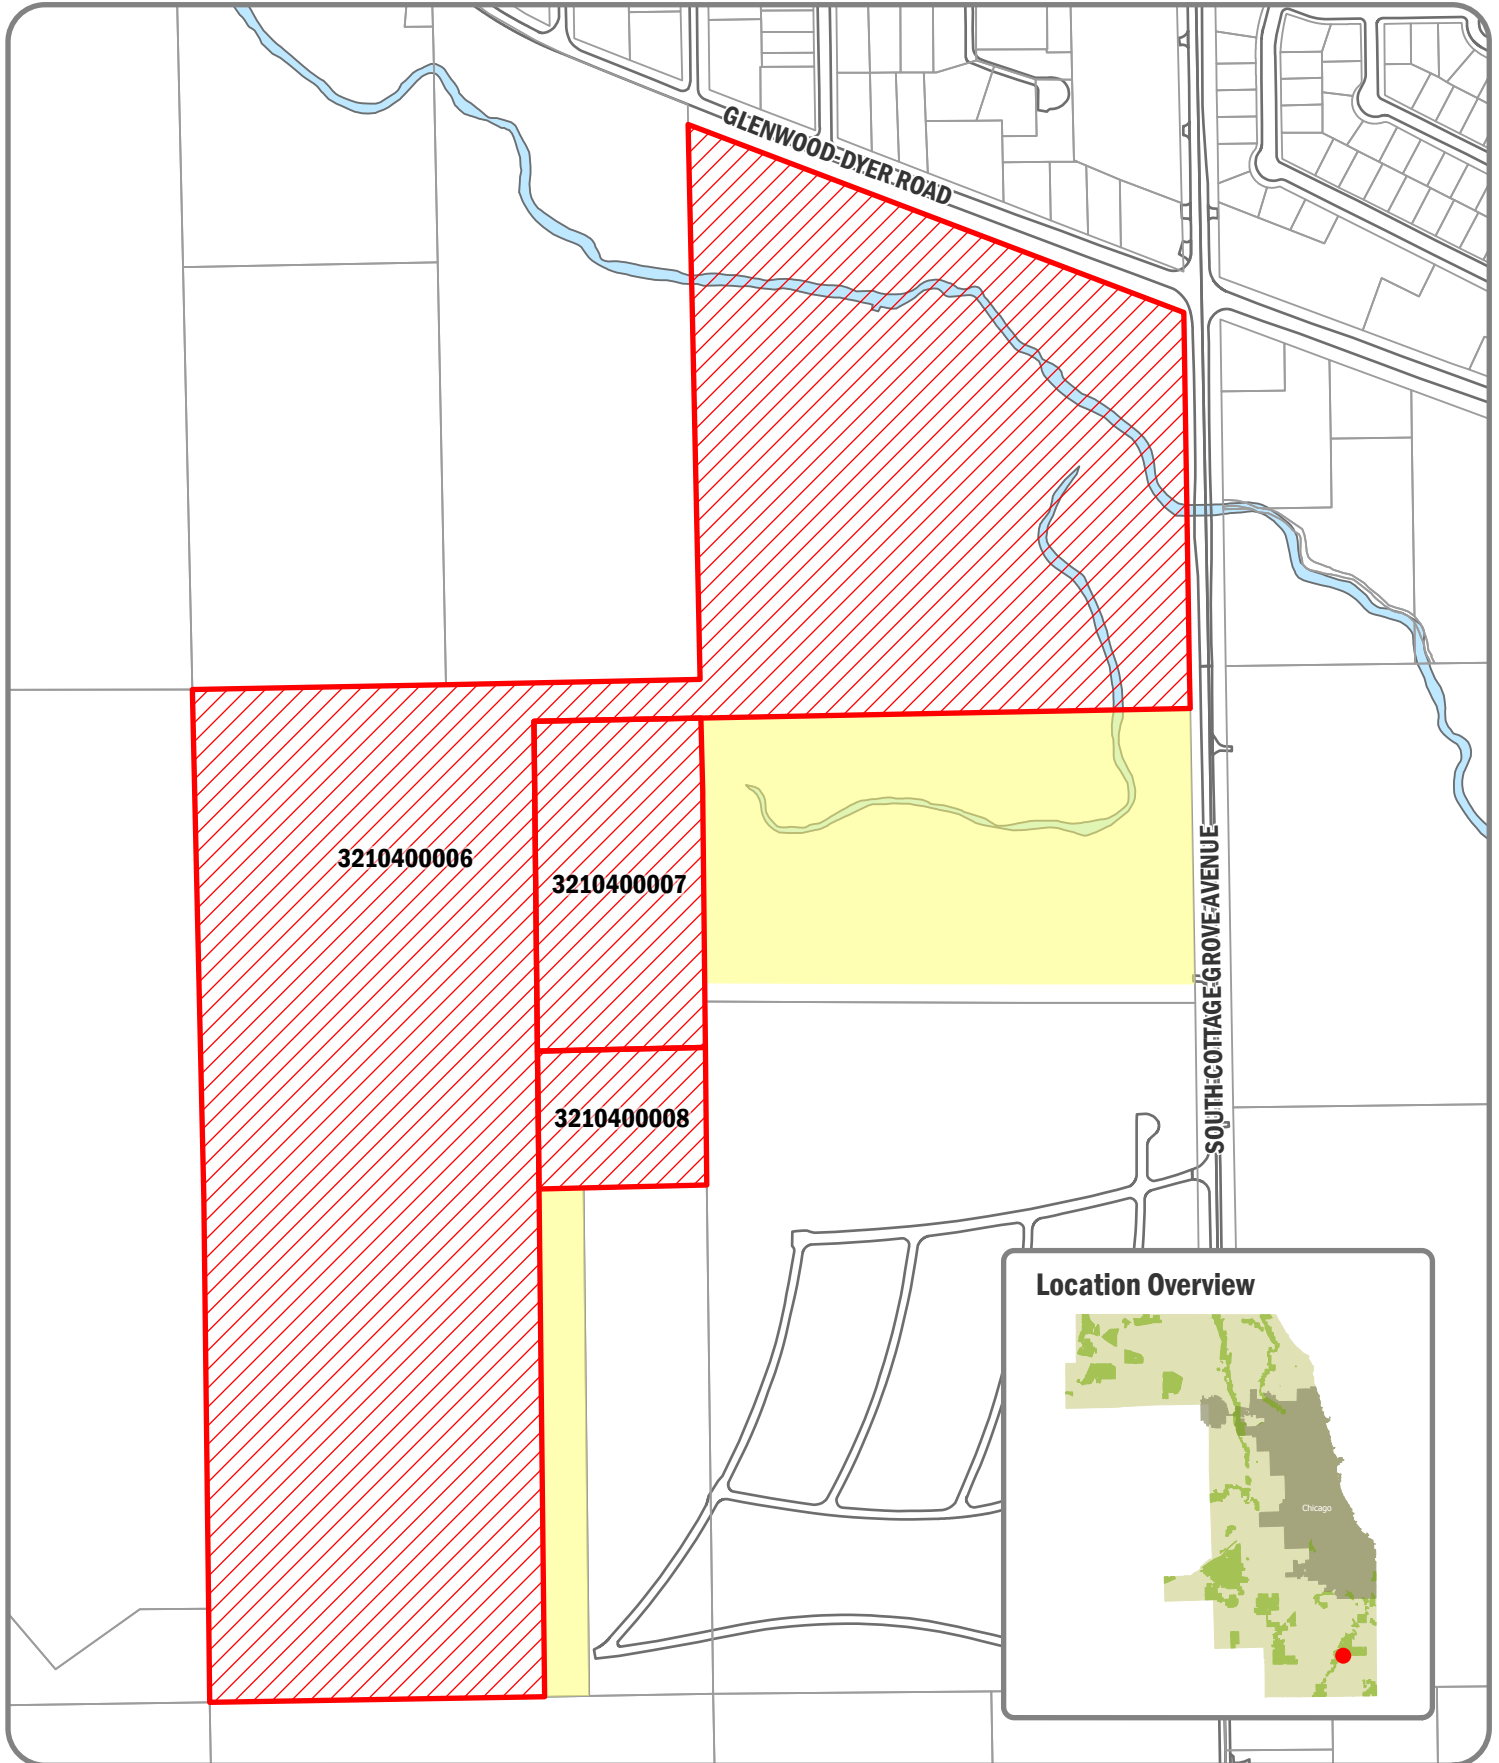 GLENWOOD-DYER ROAD
3210400006
3210400007
SOUTH COTTAGE GROVE AVENUE
3210400008
Location Overview
Chicago